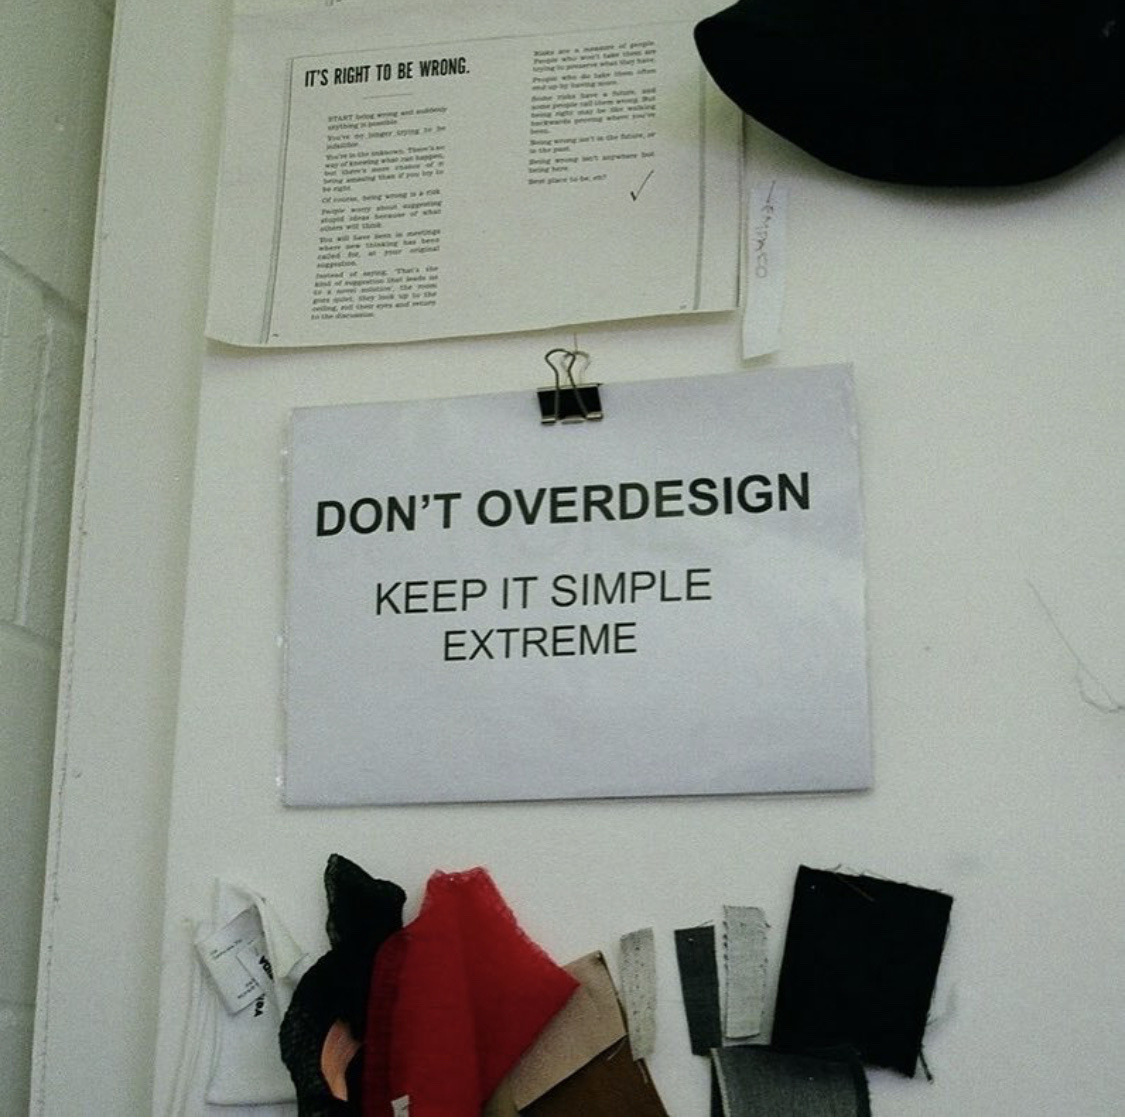 IT'S RIGHT TO BE WRONG.
START being wrong and suddenly
anything is possible.
You're no longer trying to be
infallible.
You're in the unknown. There's no
way of knowing what can happen,
but there's more chance of it
being amazing than if you try to
be right.
Of course, being wrong is a risk.
People worry about suggesting
stupid ideas because of what
others will think.
You will have been in meetings
where new thinking has been
called for, at your original
suggestion.
Instead of saying, 'That's the
kind of suggestion that leads us
to a novel solution', the room
goes quiet, they look up to the
ceiling, roll their eyes and return
to the discussion.
Risks are a measure of people.
People who won't take them are
trying to preserve what they have.
People who do take them often
end up by having more.
Some risks have a future, and
some people call them wrong. But
being right may be like walking
backwards proving where you've
been.
Being wrong isn't in the future, or
in the past.
Being wrong isn't anywhere but
being here.
Best place to be, eh?
DON'T OVERDESIGN
KEEP IT SIMPLE
EXTREME